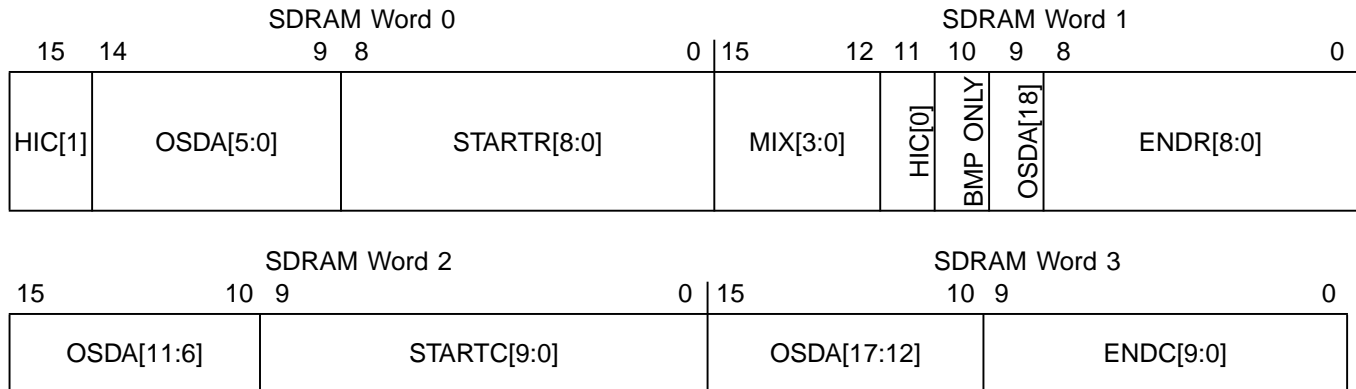 SDRAM Word 0 SDRAM Word 1
15 14 9 8 0 15 12 11 10 9 8 0
HIC[1] OSDA[5:0] STARTR[8:0] MIX[3:0] HIC[0] BMP ONLY OSDA[18] ENDR[8:0]
SDRAM Word 2 SDRAM Word 3
15 10 9 0 15 10 9 0
OSDA[11:6] STARTC[9:0] OSDA[17:12] ENDC[9:0]